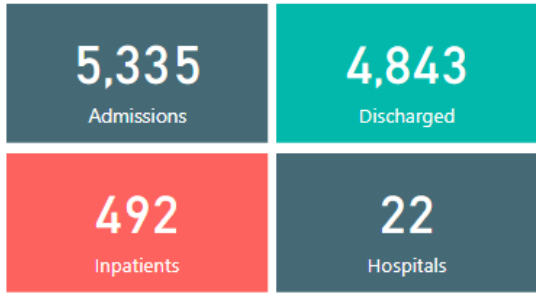 5,335
Admissions
4,843
Discharged
492
Inpatients
22
Hospitals